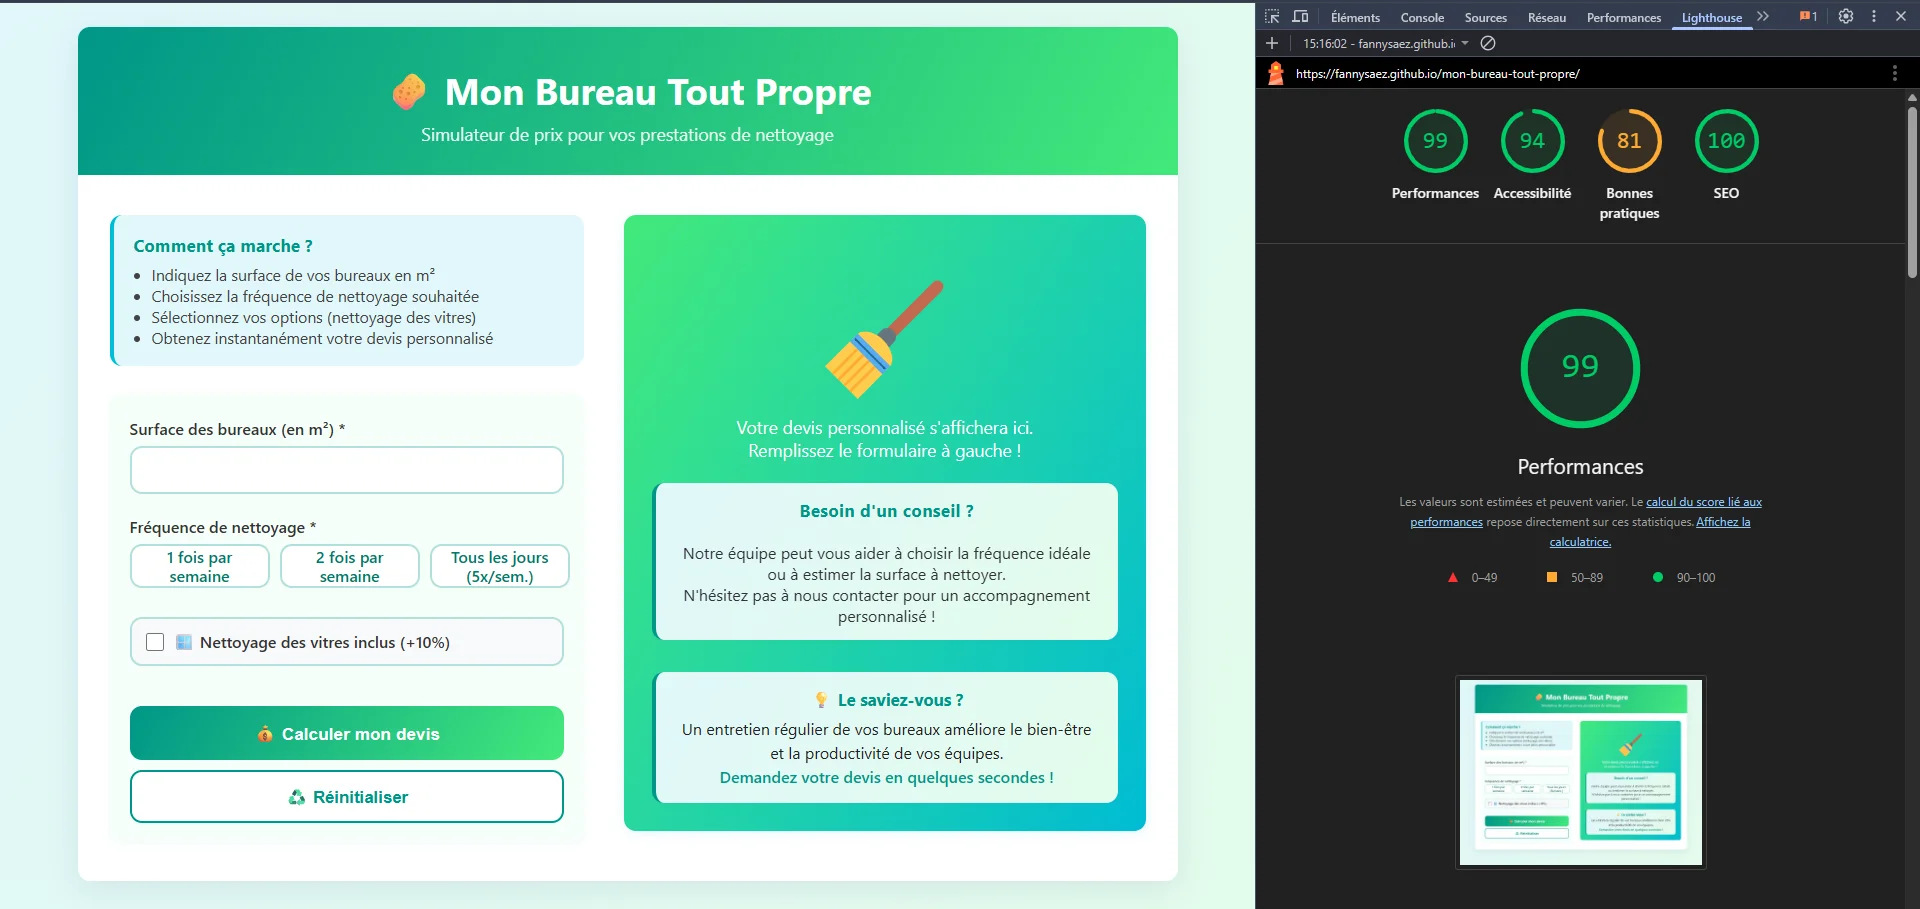 Mon Bureau Tout Propre
Simulateur de prix pour vos prestations de nettoyage
Comment ça marche ?
Indiquez la surface de vos bureaux en m²
Choisissez la fréquence de nettoyage souhaitée
Sélectionnez vos options (nettoyage des vitres)
Obtenez instantanément votre devis personnalisé
Surface des bureaux (en m²) *
Fréquence de nettoyage *
1 fois par semaine
2 fois par semaine
Tous les jours (5x/sem.)
Nettoyage des vitres inclus (+10%)
Calculer mon devis
Réinitialiser
Votre devis personnalisé s'affichera ici.
Remplissez le formulaire à gauche !
Besoin d'un conseil ?
Notre équipe peut vous aider à choisir la fréquence idéale
ou à estimer la surface à nettoyer.
N'hésitez pas à nous contacter pour un accompagnement
personnalisé !
Le saviez-vous ?
Un entretien régulier de vos bureaux améliore le bien-être
et la productivité de vos équipes.
Demandez votre devis en quelques secondes !
Éléments Console Sources Réseau Performances Lighthouse 1
15:16:02 - fannysaez.github.i
https://fannysaez.github.io/mon-bureau-tout-propre/
99 94 81 100
Performances Accessibilité Bonnes pratiques SEO
99
Performances
Les valeurs sont estimées et peuvent varier. Le calcul du score lié aux
performances repose directement sur ces statistiques. Affichez la
calculatrice.
0–49 50–89 90–100
Mon Bureau Tout Propre